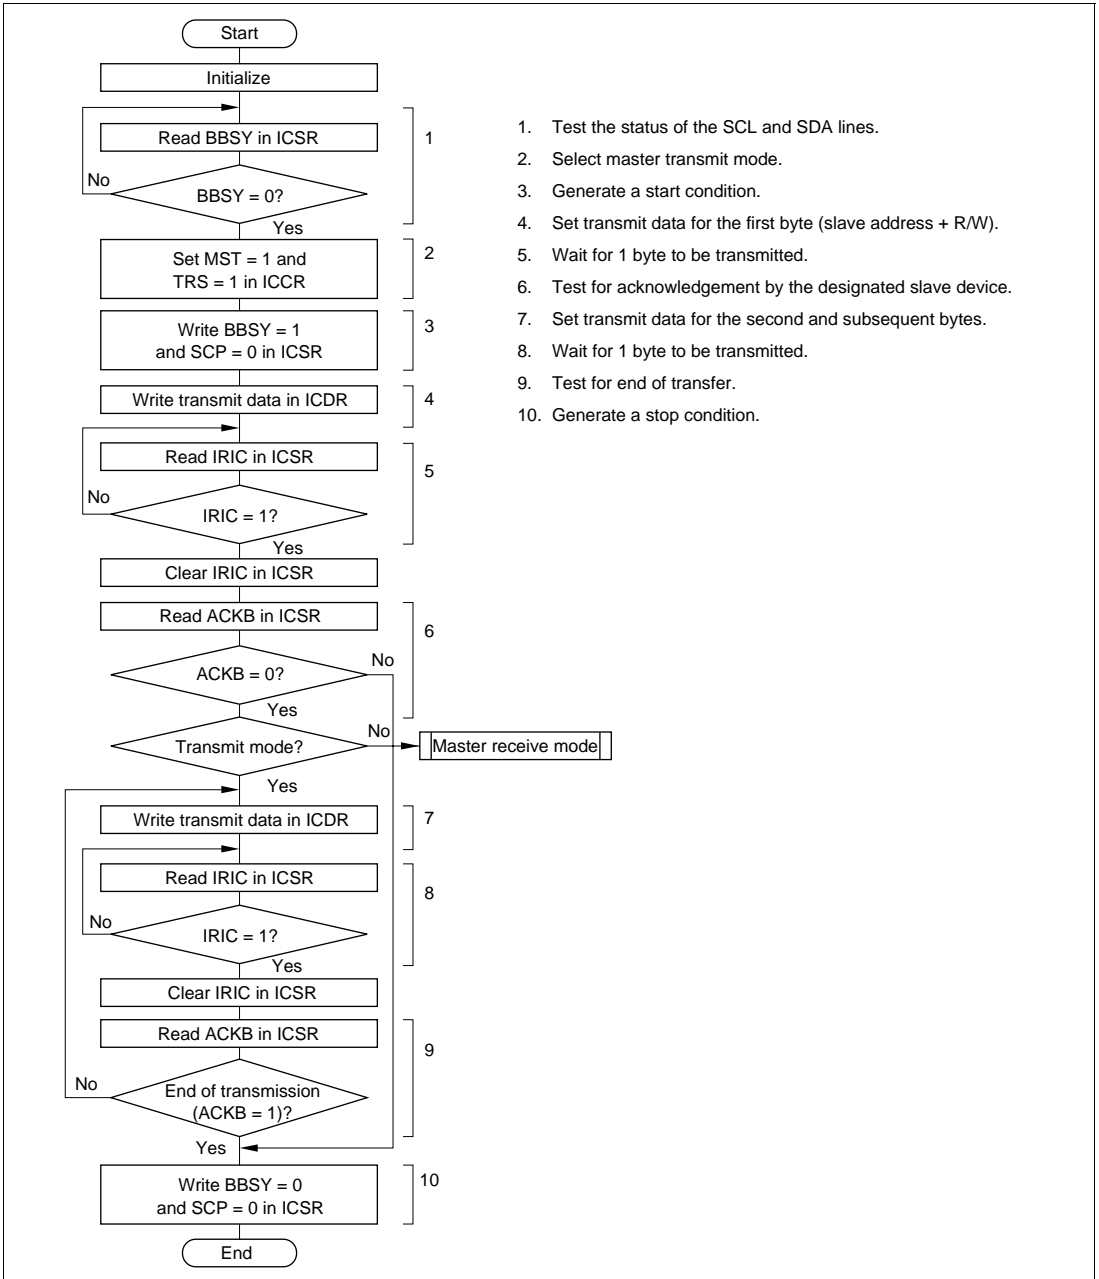 Start
Initialize
Read BBSY in ICSR
1
No
BBSY = 0?
Yes
Set MST = 1 and
TRS = 1 in ICCR
2
Write BBSY = 1
and SCP = 0 in ICSR
3
Write transmit data in ICDR
4
Read IRIC in ICSR
5
No
IRIC = 1?
Yes
Clear IRIC in ICSR
Read ACKB in ICSR
6
No
ACKB = 0?
Yes
No
Transmit mode?
Master receive mode
Yes
Write transmit data in ICDR
7
Read IRIC in ICSR
8
No
IRIC = 1?
Yes
Clear IRIC in ICSR
Read ACKB in ICSR
9
No
End of transmission
(ACKB = 1)?
Yes
Write BBSY = 0
and SCP = 0 in ICSR
10
End
1. Test the status of the SCL and SDA lines.
2. Select master transmit mode.
3. Generate a start condition.
4. Set transmit data for the first byte (slave address + R/W).
5. Wait for 1 byte to be transmitted.
6. Test for acknowledgement by the designated slave device.
7. Set transmit data for the second and subsequent bytes.
8. Wait for 1 byte to be transmitted.
9. Test for end of transfer.
10. Generate a stop condition.